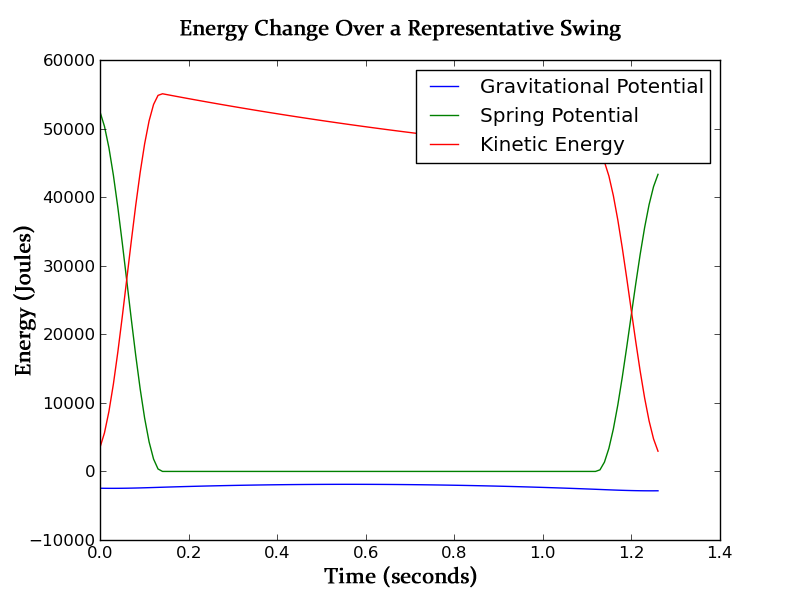 Energy Change Over a Representative Swing
60000
50000
40000
30000
20000
10000
0
−10000
Energy (Joules)
Gravitational Potential
Spring Potential
Kinetic Energy
0.0 0.2 0.4 0.6 0.8 1.0 1.2 1.4
Time (seconds)